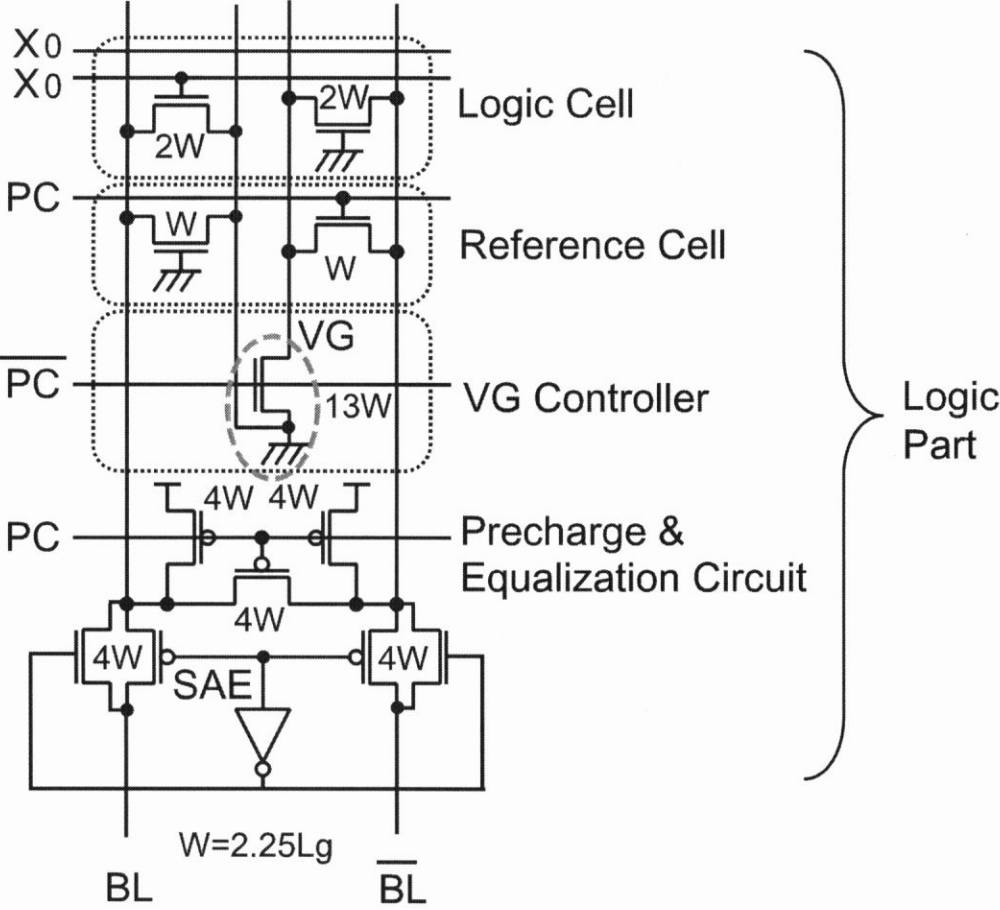 X0
X0
2W
2W
Logic Cell
PC
W
W
Reference Cell
VG
PC
13W
VG Controller
Logic
Part
4W 4W
PC
Precharge &
Equalization Circuit
4W
4W
4W
SAE
W=2.25Lg
BL
BL